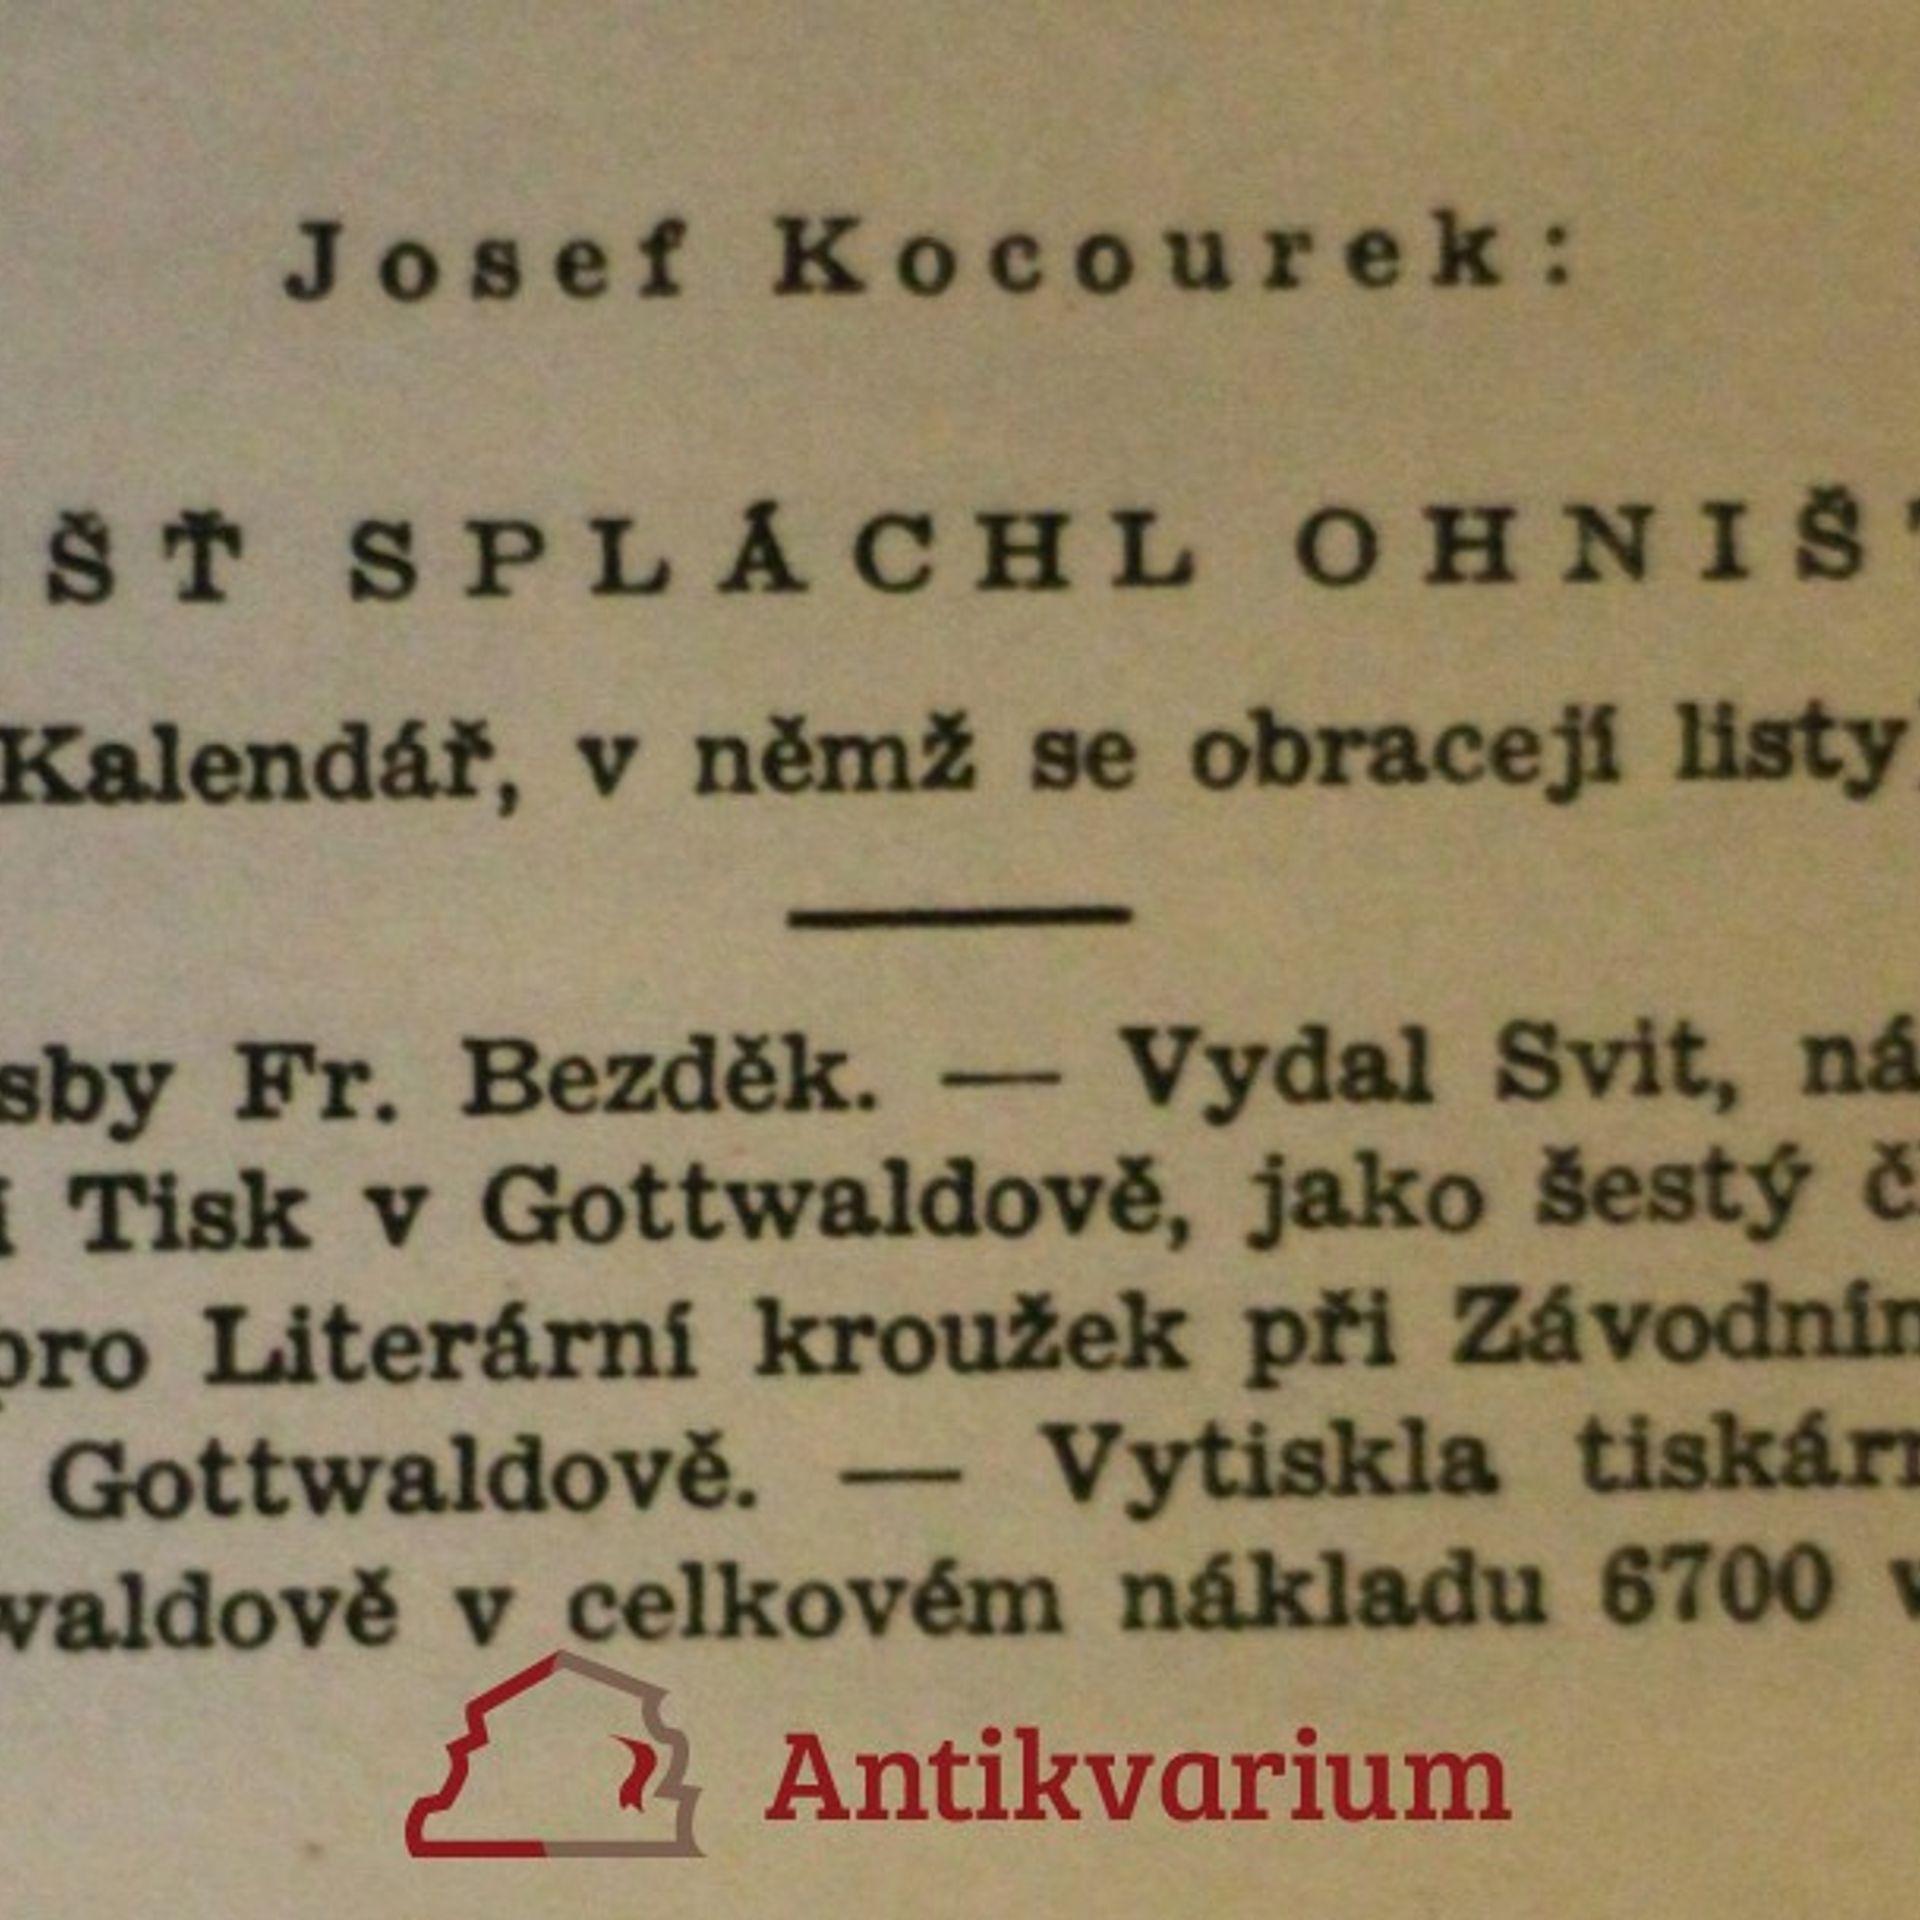 Josef Kocourek:
ŠŤ SPLÁCHL OHNIŠ
Kalendář, v němž se obracejí listy
sby Fr. Bezděk. — Vydal Svit, ná
í Tisk v Gottwaldově, jako šestý č
pro Literární kroužek při Závodním
Gottwaldově. — Vytiskla tiskár
waldově v celkovém nákladu 6700 v
Antikvarium